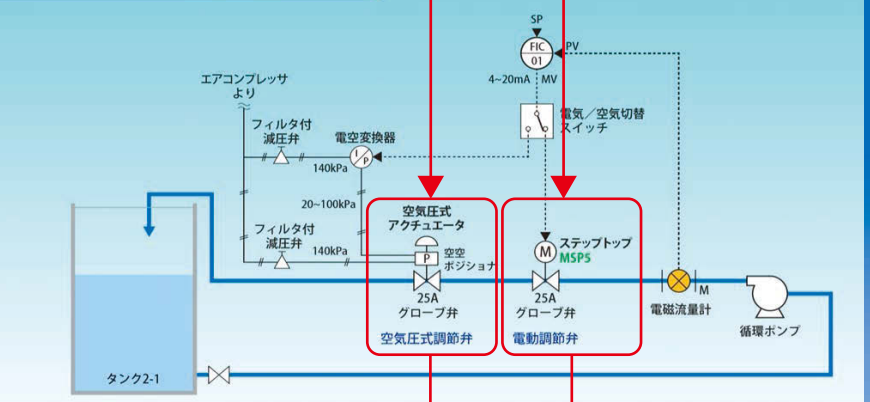 SP
FIC
01
PV
4~20mA MV
エアコンプレッサ
より
電気／空気切替
スイッチ
フィルタ付
減圧弁
電空変換器
I/P
140kPa
20~100kPa
空気圧式
アクチュエータ
フィルタ付
減圧弁
140kPa
P
空空
ポジショナ
M
ステップトップ
MSP5
25A
グローブ弁
25A
グローブ弁
M
電磁流量計
循環ポンプ
空気圧式調節弁
電動調節弁
タンク2-1